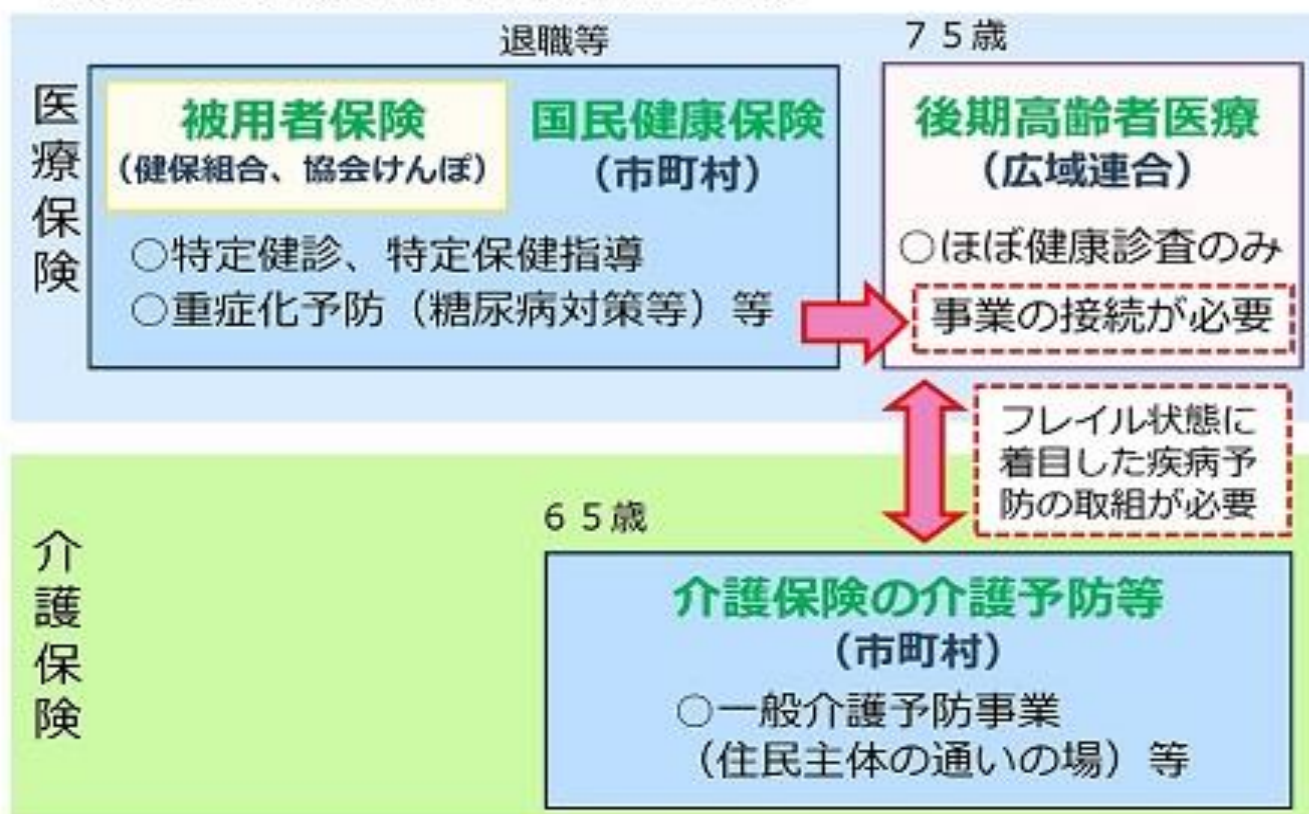 医療保険
退職等
75歳
被用者保険
(健保組合、協会けんぽ)
国民健康保険
(市町村)
○特定健診、特定保健指導
○重症化予防(糖尿病対策等)等
後期高齢者医療
(広域連合)
○ほぼ健康診査のみ
事業の接続が必要
フレイル状態に
着目した疾病予
防の取組が必要
介護保険
65歳
介護保険の介護予防等
(市町村)
○一般介護予防事業
(住民主体の通いの場)等